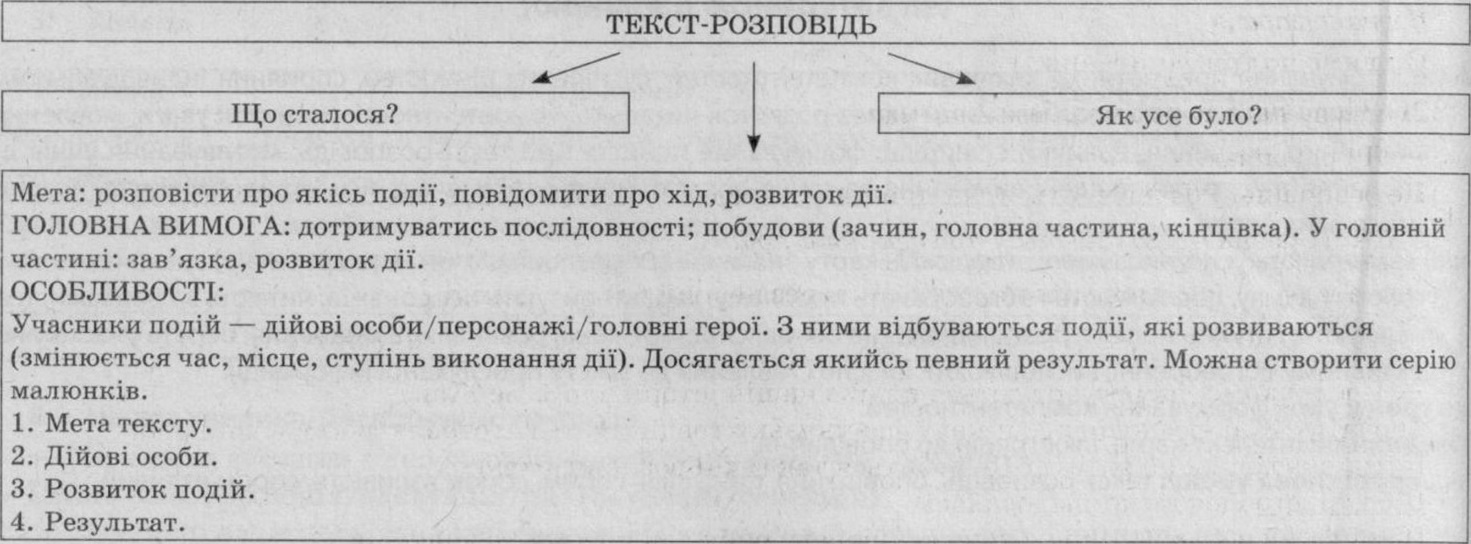 ТЕКСТ-РОЗПОВІДЬ
Що сталося?
Як усе було?
Мета: розповісти про якісь події, повідомити про хід, розвиток дії.
ГОЛОВНА ВИМОГА: дотримуватись послідовності; побудови (зачин, головна частина, кінцівка). У головній
частині: зав’язка, розвиток дії.
ОСОБЛИВОСТІ:
Учасники подій — дійові особи/персонажі/головні герої. З ними відбуваються події, які розвиваються
(змінюється час, місце, ступінь виконання дії). Досягається якийсь певний результат. Можна створити серію
малюнків.
1. Мета тексту.
2. Дійові особи.
3. Розвиток подій.
4. Результат.